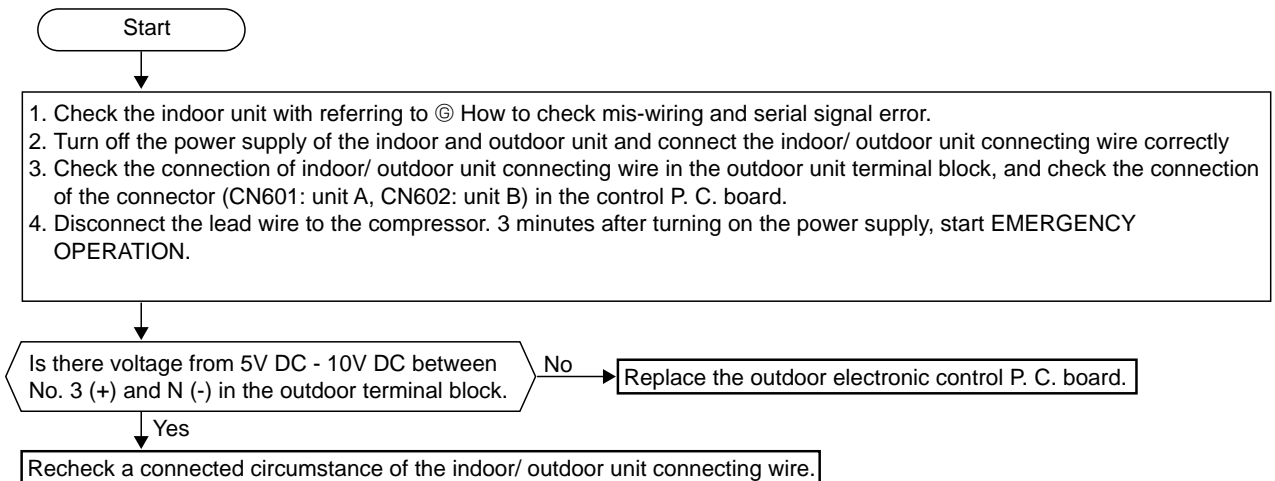 Start
1. Check the indoor unit with referring to Ⓖ How to check mis-wiring and serial signal error.
2. Turn off the power supply of the indoor and outdoor unit and connect the indoor/ outdoor unit connecting wire correctly
3. Check the connection of indoor/ outdoor unit connecting wire in the outdoor unit terminal block, and check the connection
of the connector (CN601: unit A, CN602: unit B) in the control P. C. board.
4. Disconnect the lead wire to the compressor. 3 minutes after turning on the power supply, start EMERGENCY
OPERATION.
Is there voltage from 5V DC - 10V DC between
No. 3 (+) and N (-) in the outdoor terminal block.
No
Replace the outdoor electronic control P. C. board.
Yes
Recheck a connected circumstance of the indoor/ outdoor unit connecting wire.